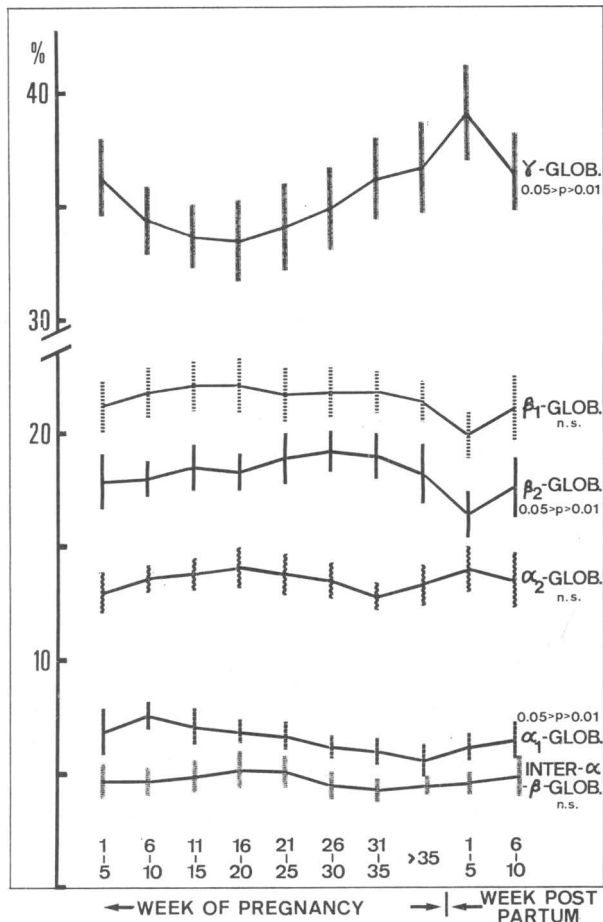 %
40
γ-GLOB.
0.05>p>0.01
30
β1-GLOB.
n.s.
20
β2-GLOB.
0.05>p>0.01
α2-GLOB.
n.s.
10
0.05>p>0.01
α1-GLOB.
INTER-α
-β-GLOB.
n.s.
1 6 11 16 21 26 31 >35 1 6
5 10 15 20 25 30 35 5 10
WEEK OF PREGNANCY
WEEK POST
PARTUM